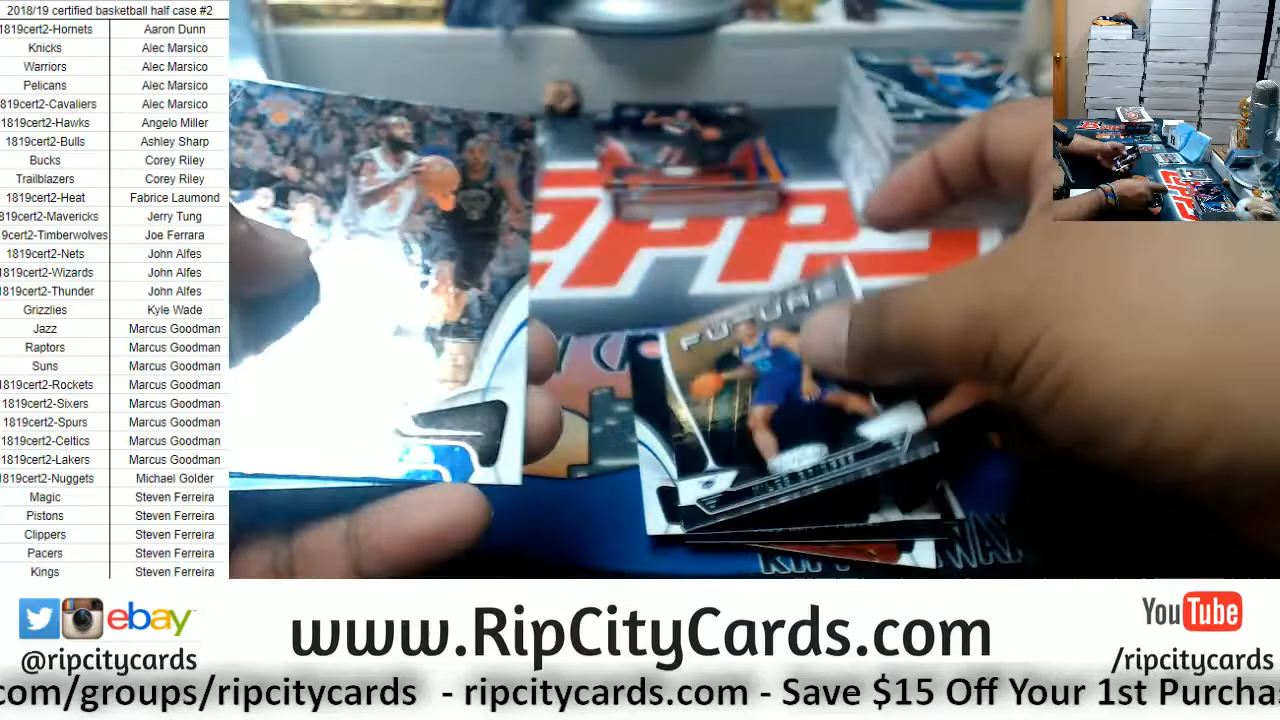 2018/19 certified basketball half case #2
1819cert2-Hornets Aaron Dunn
Knicks Alec Marsico
Warriors Alec Marsico
Pelicans Alec Marsico
819cert2-Cavaliers Alec Marsico
1819cert2-Hawks Angelo Miller
1819cert2-Bulls Ashley Sharp
Bucks Corey Riley
Trailblazers Corey Riley
1819cert2-Heat Fabrice Laumond
1819cert2-Mavericks Jerry Tung
9cert2-Timberwolves Joe Ferrara
1819cert2-Nets John Alfes
1819cert2-Wizards John Alfes
1819cert2-Thunder John Alfes
Grizzlies Kyle Wade
Jazz Marcus Goodman
Raptors Marcus Goodman
Suns Marcus Goodman
1819cert2-Rockets Marcus Goodman
1819cert2-Sixers Marcus Goodman
1819cert2-Spurs Marcus Goodman
1819cert2-Celtics Marcus Goodman
1819cert2-Lakers Marcus Goodman
1819cert2-Nuggets Michael Golder
Magic Steven Ferreira
Pistons Steven Ferreira
Clippers Steven Ferreira
Pacers Steven Ferreira
Kings Steven Ferreira
FUTURE
ebay
@ripcitycards
www.RipCityCards.com
YouTube
/ripcitycards
com/groups/ripcitycards - ripcitycards.com - Save $15 Off Your 1st Purcha